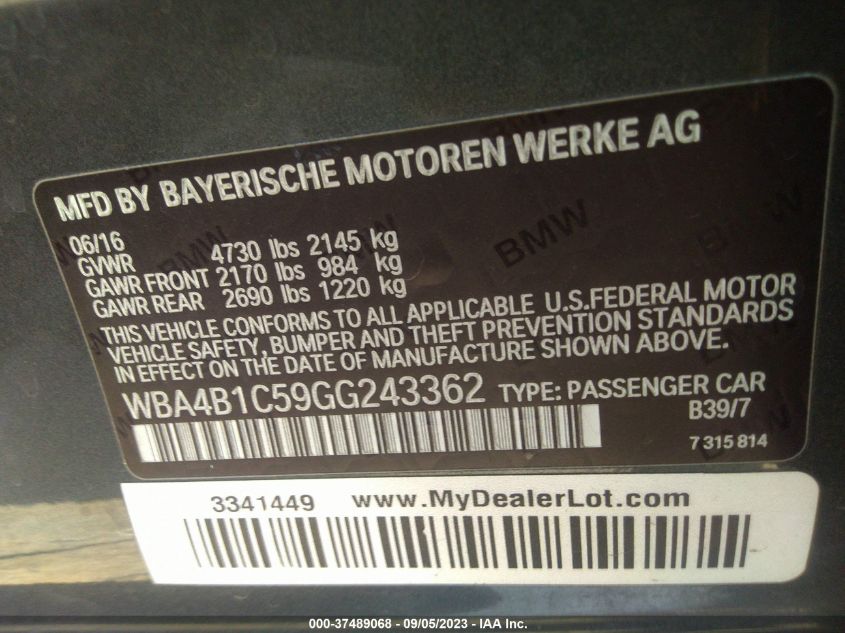 MFD BY BAYERISCHE MOTOREN WERKE AG
06/16
GVWR 4730 lbs 2145 kg
GAWR FRONT 2170 lbs 984 kg
GAWR REAR 2690 lbs 1220 kg
BMW
THIS VEHICLE CONFORMS TO ALL APPLICABLE U.S.FEDERAL MOTOR
VEHICLE SAFETY, BUMPER AND THEFT PREVENTION STANDARDS
IN EFFECT ON THE DATE OF MANUFACTURE SHOWN ABOVE.
WBA4B1C59GG243362 TYPE: PASSENGER CAR
B39/7
7 315 814
3341449 www.MyDealerLot.com
000-37489068 - 09/05/2023 - IAA Inc.